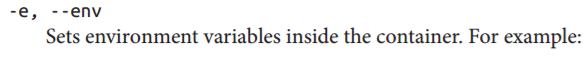 -e, --env
Sets environment variables inside the container. For example: